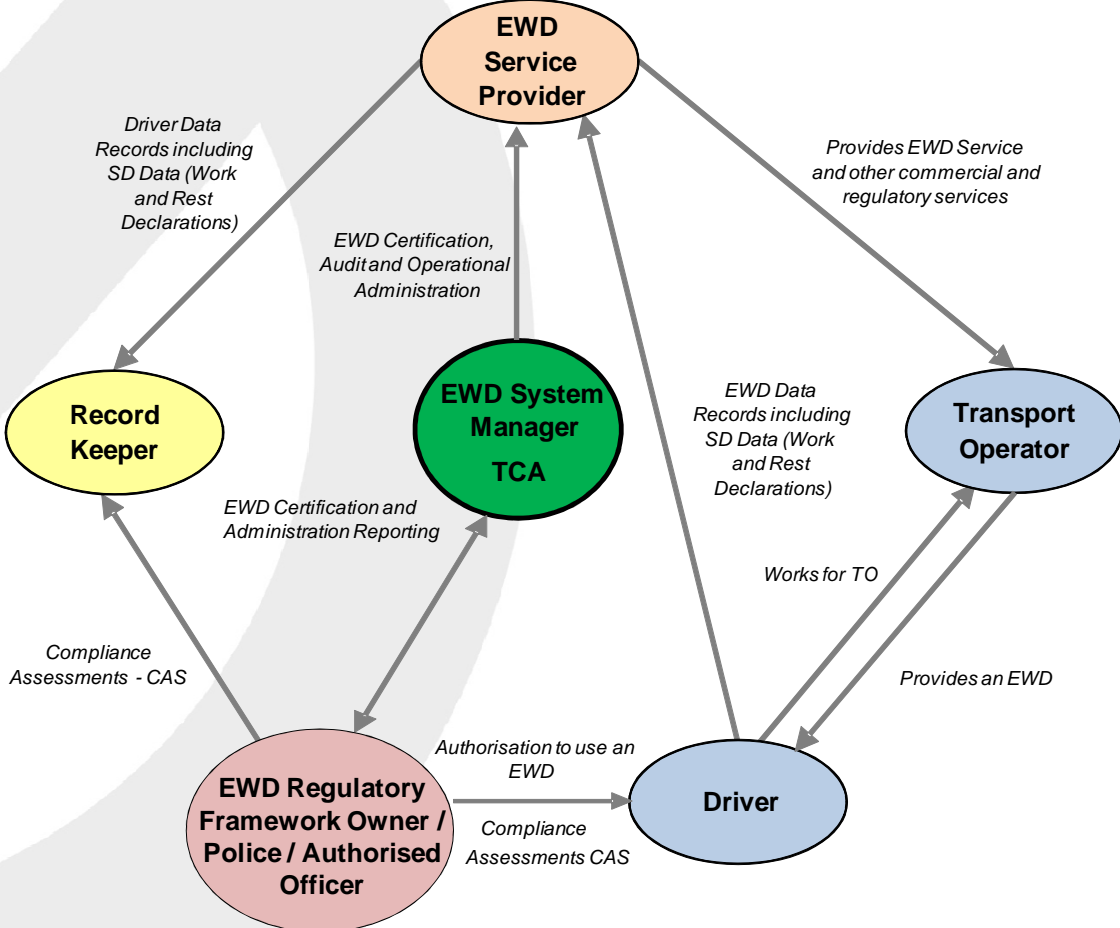 EWD
Service
Provider
Driver Data
Records including
SD Data (Work
and Rest
Declarations)
Provides EWD Service
and other commercial and
regulatory services
EWD Certification,
Audit and Operational
Administration
Record
Keeper
EWD System
Manager
TCA
EWD Data
Records including
SD Data (Work
and Rest
Declarations)
Transport
Operator
EWD Certification and
Administration Reporting
Works for TO
Compliance
Assessments - CAS
Provides an EWD
EWD Regulatory
Framework Owner /
Police / Authorised
Officer
Authorisation to use an
EWD
Compliance
Assessments CAS
Driver